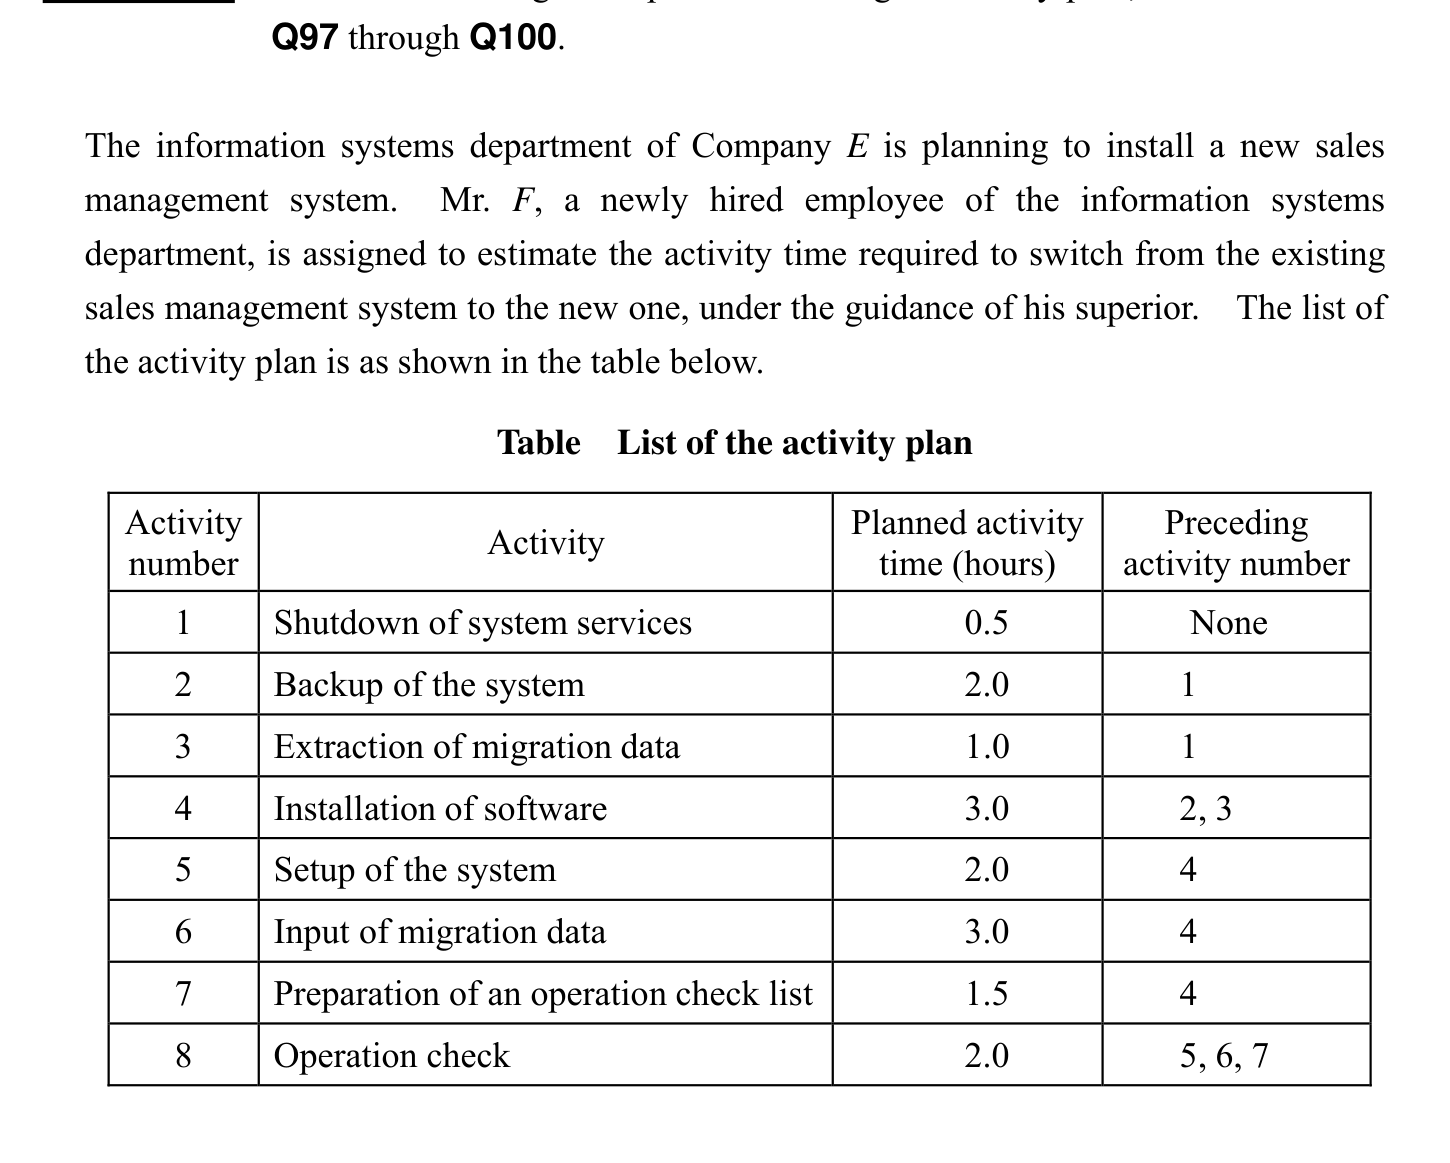 Q97 through Q100.
The information systems department of Company E is planning to install a new sales
management system. Mr. F, a newly hired employee of the information systems
department, is assigned to estimate the activity time required to switch from the existing
sales management system to the new one, under the guidance of his superior. The list of
the activity plan is as shown in the table below.
Table List of the activity plan
Activity number Activity Planned activity time (hours) Preceding activity number
1 Shutdown of system services 0.5 None
2 Backup of the system 2.0 1
3 Extraction of migration data 1.0 1
4 Installation of software 3.0 2, 3
5 Setup of the system 2.0 4
6 Input of migration data 3.0 4
7 Preparation of an operation check list 1.5 4
8 Operation check 2.0 5, 6, 7